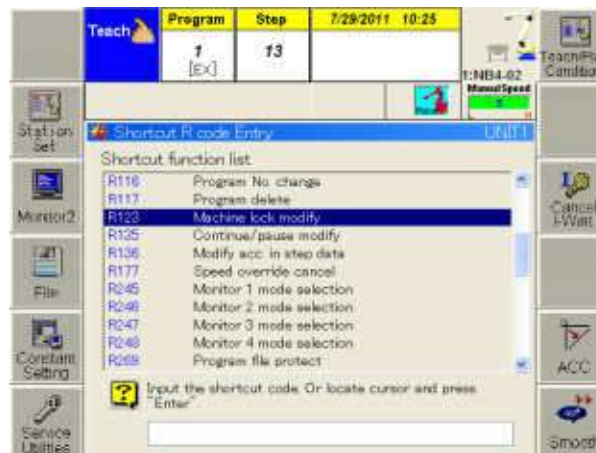 Teach
Program
Step
7/29/2011 10:25
1
[EX]
13
1:NB4-02
Manual Speed
Teach/Pl
Condition
Station
Set
Shortcut R code Entry
UNIT1
Shortcut function list
R116 Program No. change
R117 Program delete
R123 Machine lock modify
R135 Continue/pause modify
R136 Modify acc. in step data
R177 Speed override cancel
R245 Monitor 1 mode selection
R246 Monitor 2 mode selection
R247 Monitor 3 mode selection
R248 Monitor 4 mode selection
R269 Program file protect
Input the shortcut code. Or locate cursor and press
"Enter"
Monitor2
File
Constant
Setting
Service
Utilities
Cancel
I-Wait
ACC
Smooth